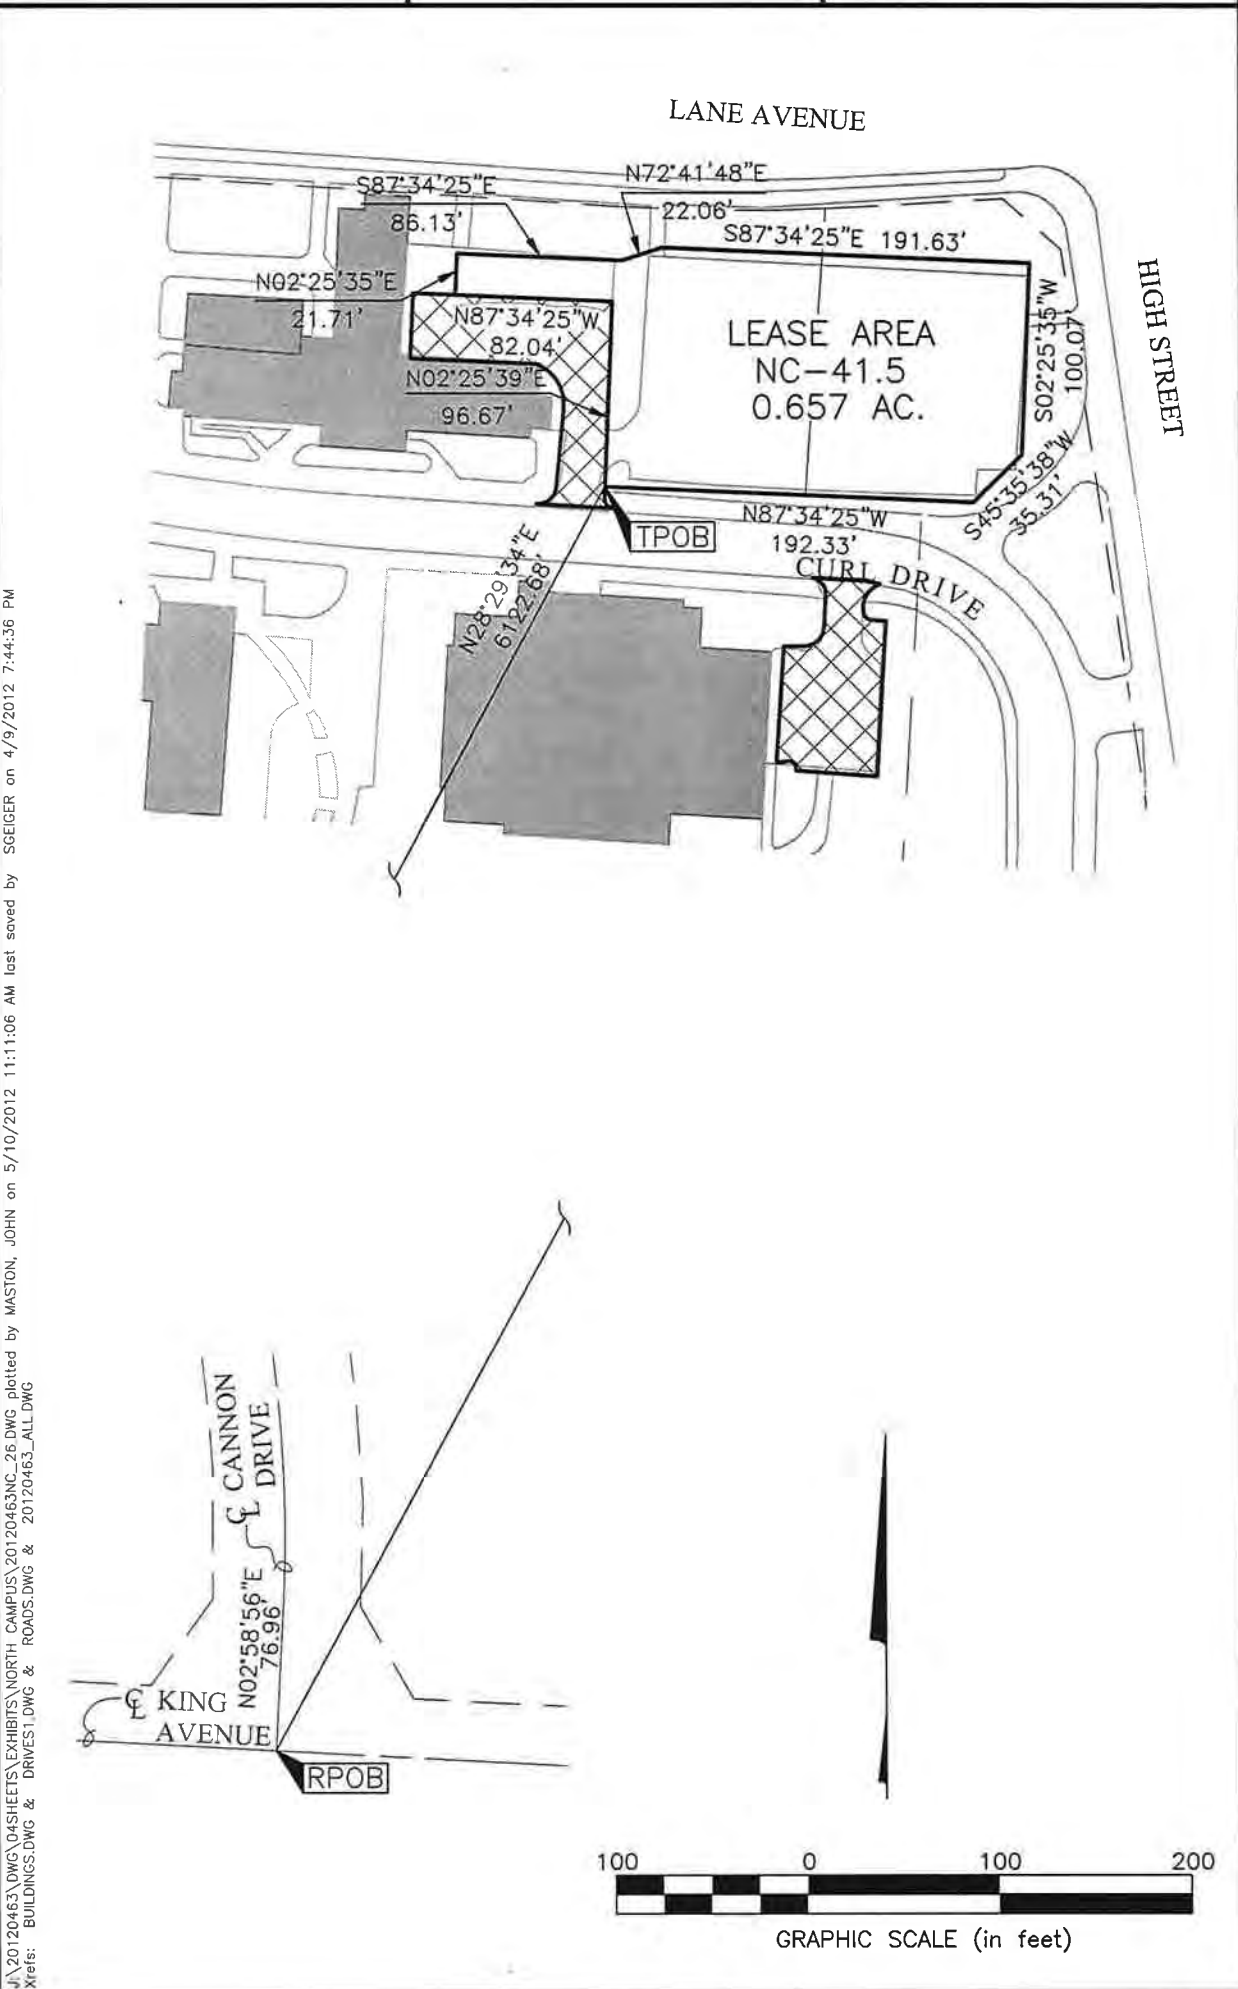 LANE AVENUE
N72°41'48"E
22.06'
S87°34'25"E
86.13'
S87°34'25"E 191.63'
N02°25'35"E
21.71'
N87°34'25"W
82.04'
N02°25'39"E
96.67'
LEASE AREA
NC-41.5
0.657 AC.
S02°25'35"W
100.07'
HIGH STREET
S45°35'38"W
35.31'
N87°34'25"W
192.33'
TPOB
CURL DRIVE
N28°29'34"E
6122.68'
℄ CANNON
DRIVE
N02°58'56"E
76.96'
℄ KING
AVENUE
RPOB
100 0 100 200
GRAPHIC SCALE (in feet)
J:\20120463\DWG\04SHEETS\EXHIBITS\NORTH CAMPUS\20120463NC_26.DWG plotted by MASTON, JOHN on 5/10/2012 11:11:06 AM last saved by SGEIGER on 4/9/2012 7:44:36 PM
Xrefs: BUILDINGS.DWG & DRIVES1.DWG & ROADS.DWG & 20120463_ALL.DWG